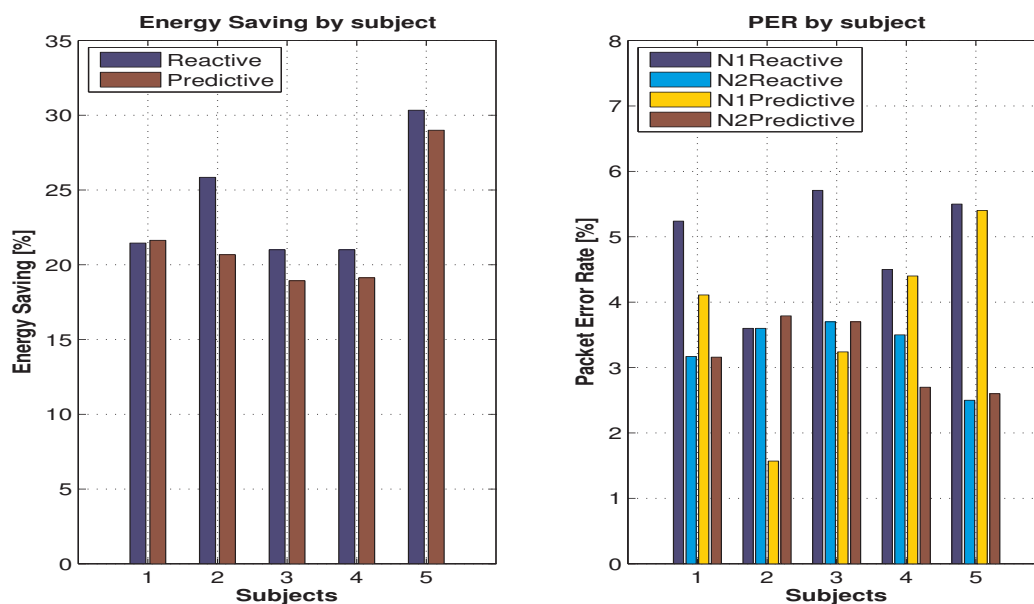 Energy Saving by subject
35
30
25
20
15
10
5
0
Energy Saving [%]
Reactive
Predictive
1 2 3 4 5
Subjects
PER by subject
8
7
6
5
4
3
2
1
0
Packet Error Rate [%]
N1Reactive
N2Reactive
N1Predictive
N2Predictive
1 2 3 4 5
Subjects